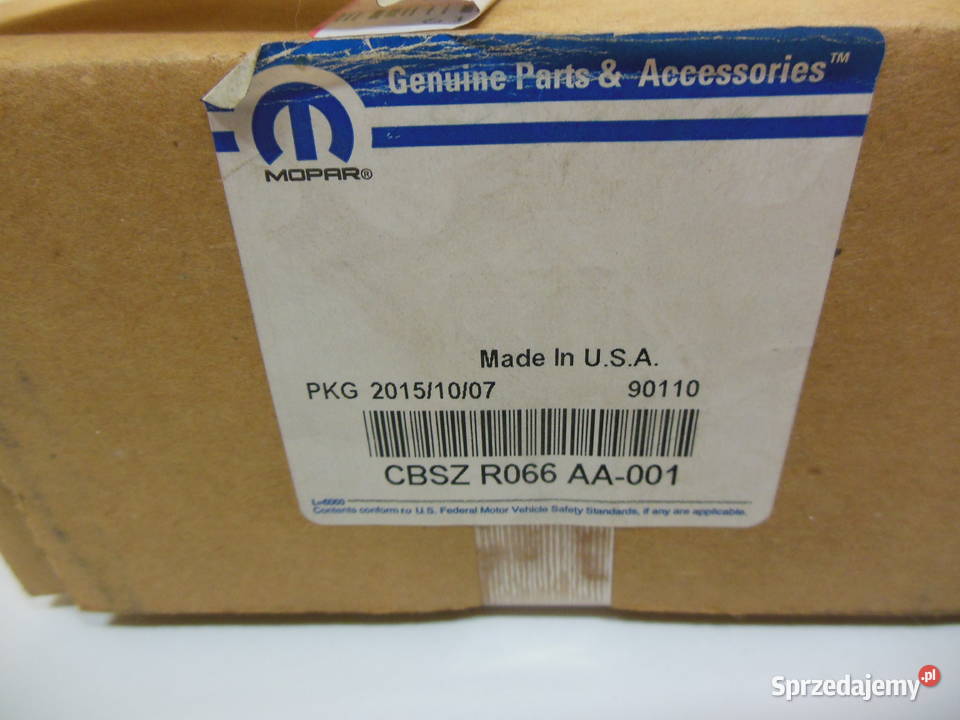 Genuine Parts & Accessories™
MOPAR®
Made In U.S.A.
PKG 2015/10/07 90110
CBSZ R066 AA-001
Contents conform to U.S. Federal Motor Vehicle Safety Standards, if any are applicable.
Sprzedajemy.pl